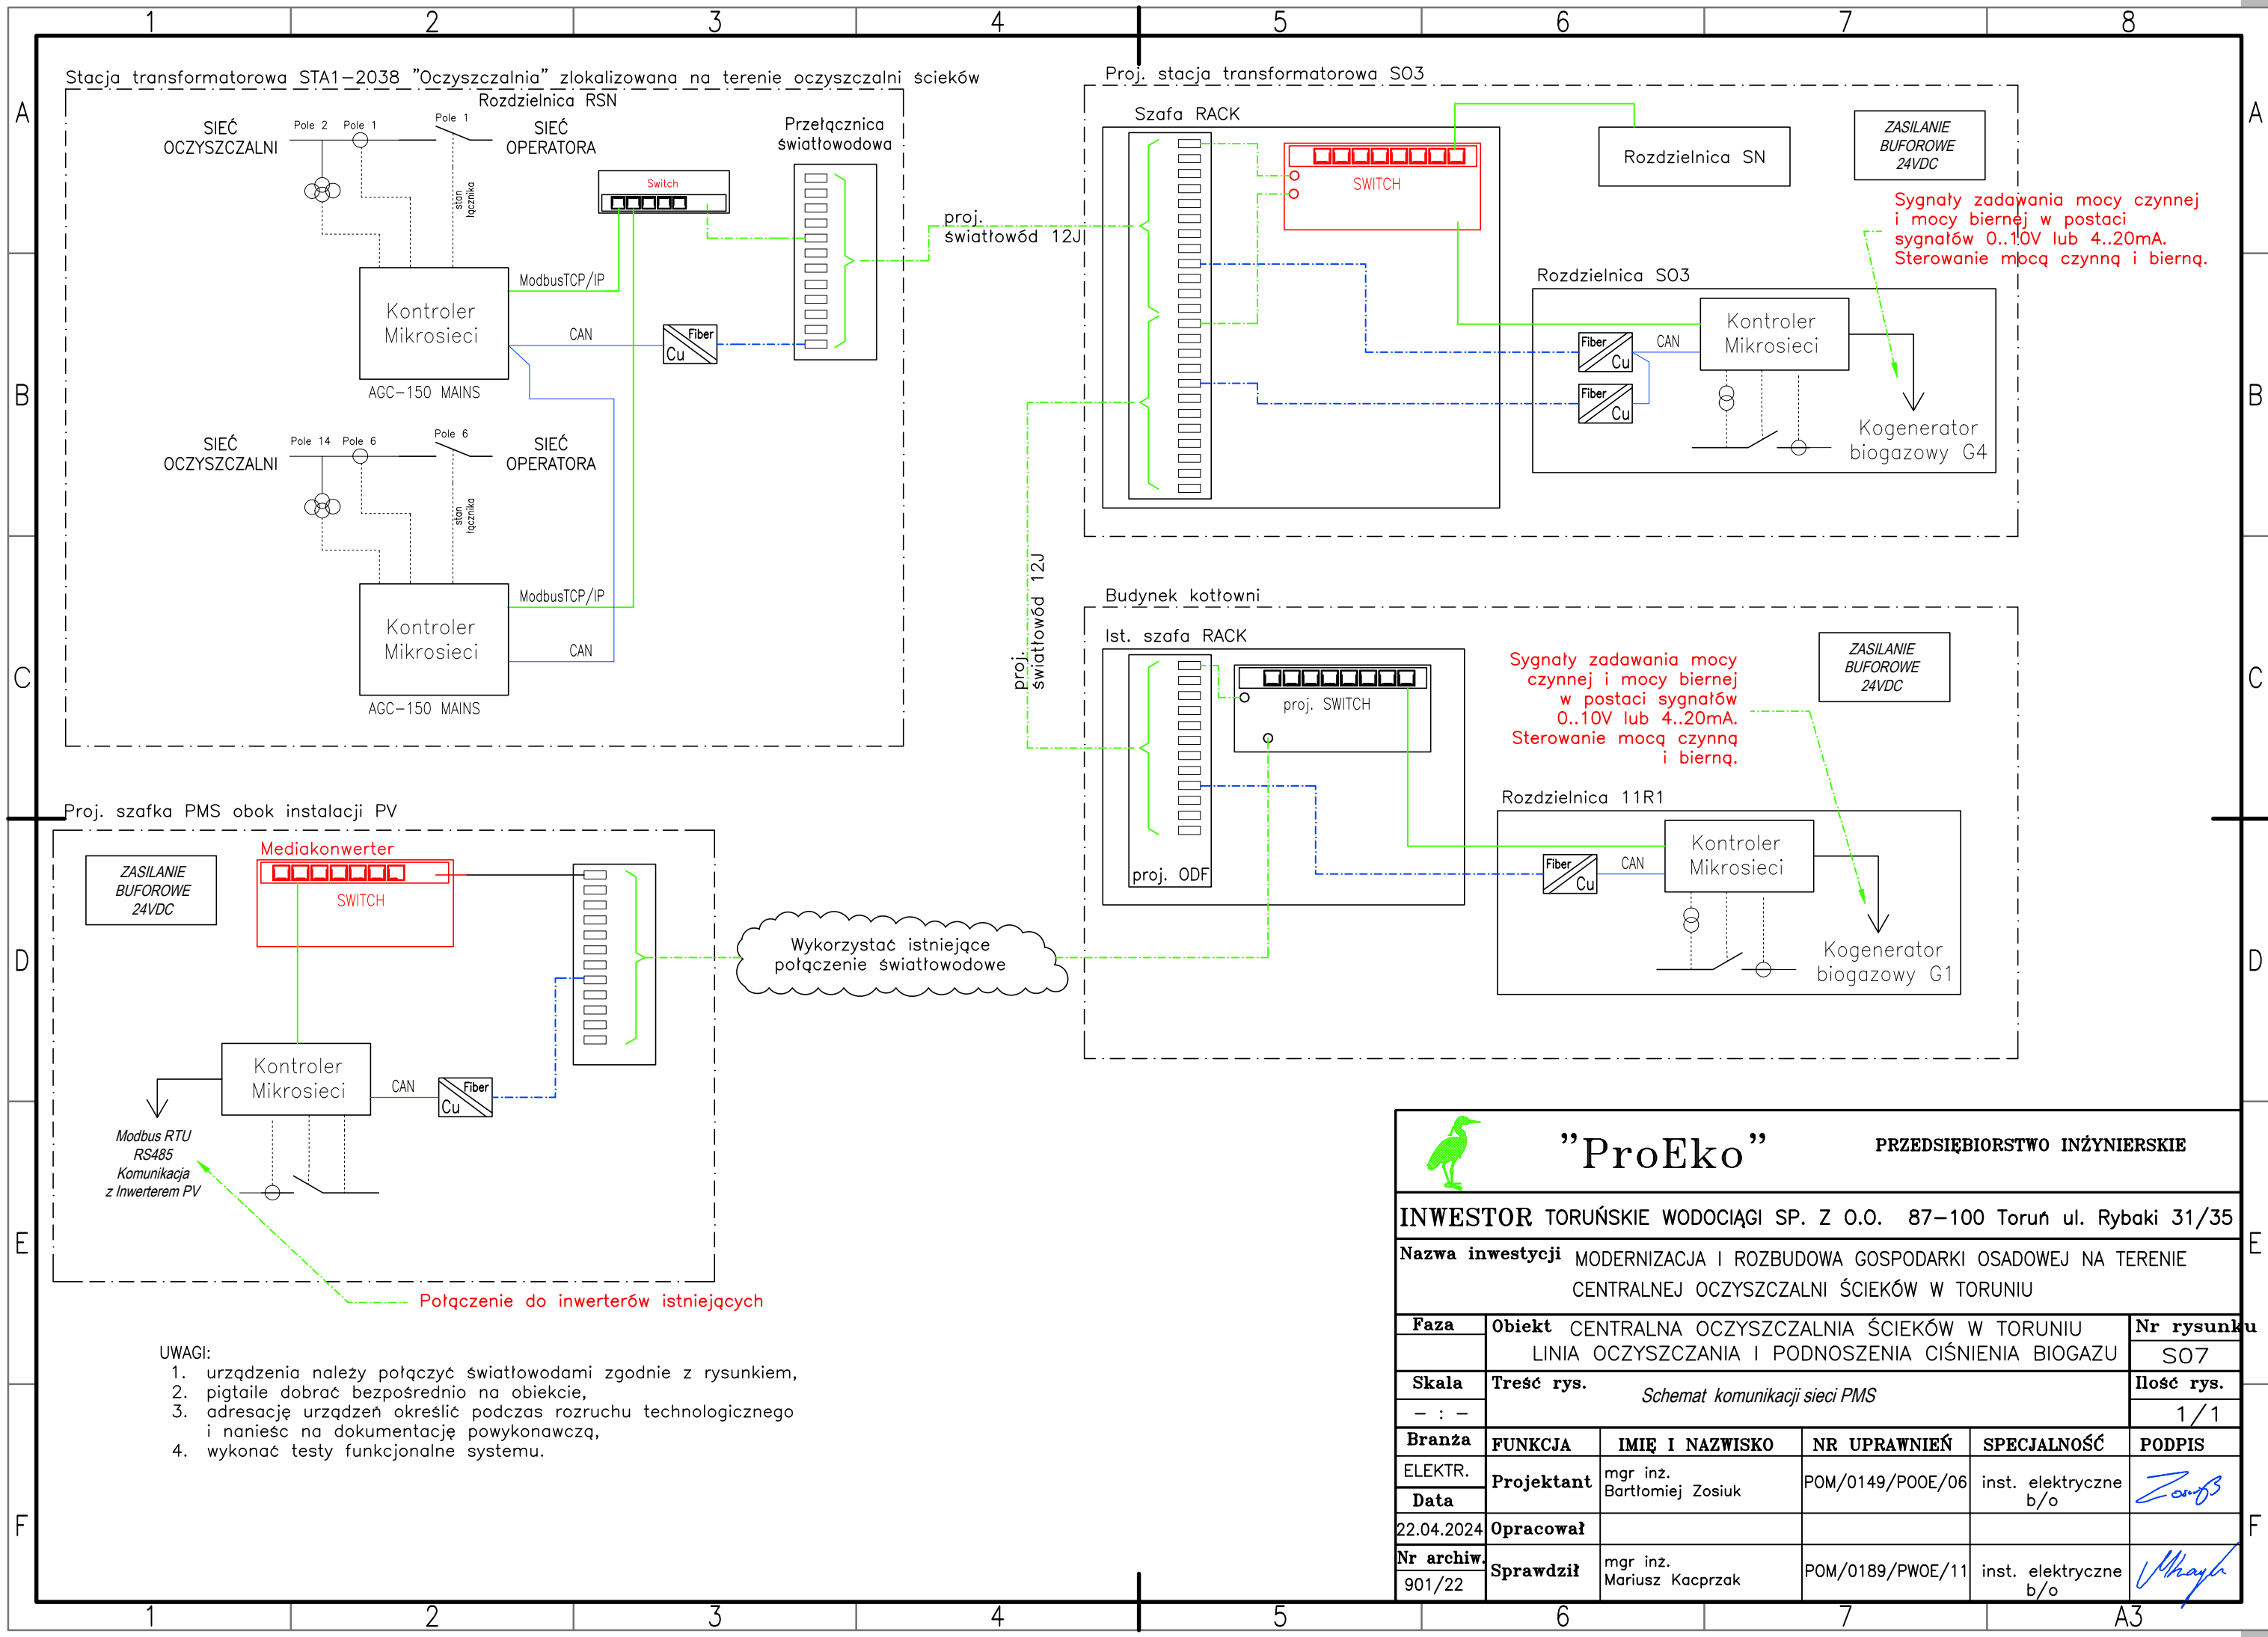 1 2 3 4 5 6 7 8
A A
B B
C C
D D
E E
F F
Stacja transformatorowa STA1-2038 "Oczyszczalnia" zlokalizowana na terenie oczyszczalni ścieków
Rozdzielnica RSN
SIEĆ
OCZYSZCZALNI
Pole 2 Pole 1
Pole 1
SIEĆ
OPERATORA
stan
łącznika
Switch
Przełącznica
światłowodowa
Kontroler
Mikrosieci
AGC-150 MAINS
ModbusTCP/IP
CAN
Fiber
Cu
SIEĆ
OCZYSZCZALNI
Pole 14 Pole 6
Pole 6
SIEĆ
OPERATORA
stan
łącznika
Kontroler
Mikrosieci
AGC-150 MAINS
ModbusTCP/IP
CAN
proj.
światłowód 12J
proj.
światłowód 12J
Proj. stacja transformatorowa SO3
Szafa RACK
SWITCH
Rozdzielnica SN
ZASILANIE
BUFOROWE
24VDC
Sygnały zadawania mocy czynnej
i mocy biernej w postaci
sygnałów 0..10V lub 4..20mA.
Sterowanie mocą czynną i bierną.
Rozdzielnica SO3
Fiber
Cu
CAN
Fiber
Cu
Kontroler
Mikrosieci
Kogenerator
biogazowy G4
Budynek kotłowni
Ist. szafa RACK
proj. SWITCH
proj. ODF
Sygnały zadawania mocy
czynnej i mocy biernej
w postaci sygnałów
0..10V lub 4..20mA.
Sterowanie mocą czynną
i bierną.
ZASILANIE
BUFOROWE
24VDC
Rozdzielnica 11R1
Fiber
Cu
CAN
Kontroler
Mikrosieci
Kogenerator
biogazowy G1
Proj. szafka PMS obok instalacji PV
ZASILANIE
BUFOROWE
24VDC
Mediakonwerter
SWITCH
Kontroler
Mikrosieci
CAN
Fiber
Cu
Modbus RTU
RS485
Komunikacja
z Inwerterem PV
Wykorzystać istniejące
połączenie światłowodowe
Połączenie do inwerterów istniejących
UWAGI:
1. urządzenia należy połączyć światłowodami zgodnie z rysunkiem,
2. pigtaile dobrać bezpośrednio na obiekcie,
3. adresację urządzeń określić podczas rozruchu technologicznego
i nanieśc na dokumentację powykonawczą,
4. wykonać testy funkcjonalne systemu.
"ProEko" PRZEDSIĘBIORSTWO INŻYNIERSKIE
INWESTOR TORUŃSKIE WODOCIĄGI SP. Z O.O. 87-100 Toruń ul. Rybaki 31/35
Nazwa inwestycji MODERNIZACJA I ROZBUDOWA GOSPODARKI OSADOWEJ NA TERENIE
CENTRALNEJ OCZYSZCZALNI ŚCIEKÓW W TORUNIU
Faza
Obiekt CENTRALNA OCZYSZCZALNIA ŚCIEKÓW W TORUNIU
LINIA OCZYSZCZANIA I PODNOSZENIA CIŚNIENIA BIOGAZU
Nr rysunku
SO7
Skala
- : -
Treść rys.
Schemat komunikacji sieci PMS
Ilość rys.
1/1
Branża FUNKCJA IMIĘ I NAZWISKO NR UPRAWNIEŃ SPECJALNOŚĆ PODPIS
ELEKTR.
Projektant
mgr inż.
Bartłomiej Zosiuk
POM/0149/POOE/06
inst. elektryczne
b/o
Data
22.04.2024
Opracował
Nr archiw.
901/22
Sprawdził
mgr inż.
Mariusz Kacprzak
POM/0189/PWOE/11
inst. elektryczne
b/o
1 2 3 4 5 6 7 A3